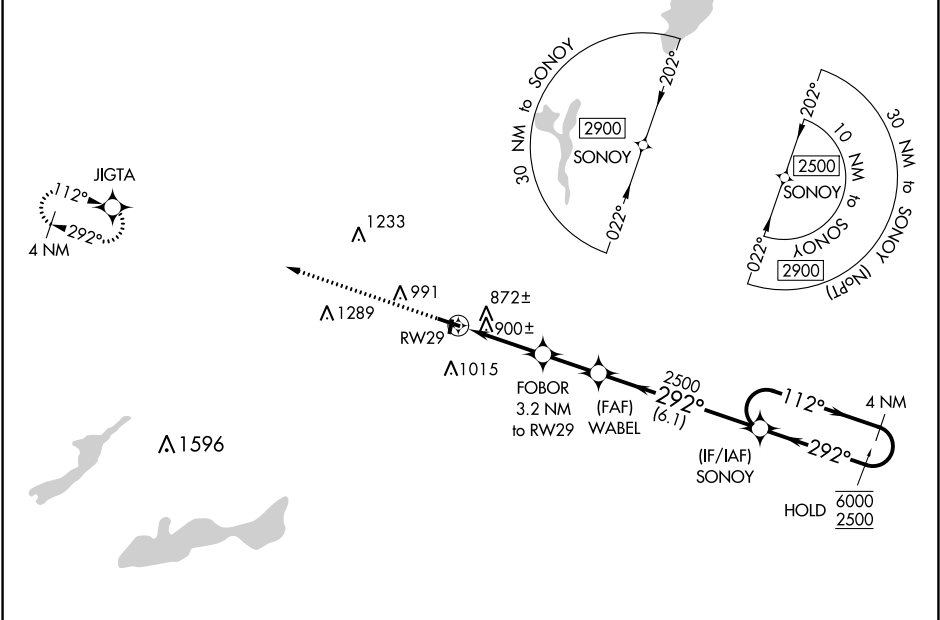 30 NM to SONOY
202°
2900
SONOY
022°
202°
10 NM to SONOY
2500
SONOY
022°
2900
30 NM to SONOY (NoPT)
JIGTA
112°
292°
4 NM
1233
991
1289
872±
900±
RW29
1015
FOBOR
3.2 NM
to RW29
(FAF)
WABEL
2500
292°
(6.1)
112°
4 NM
292°
(IF/IAF)
SONOY
HOLD
6000
2500
1596